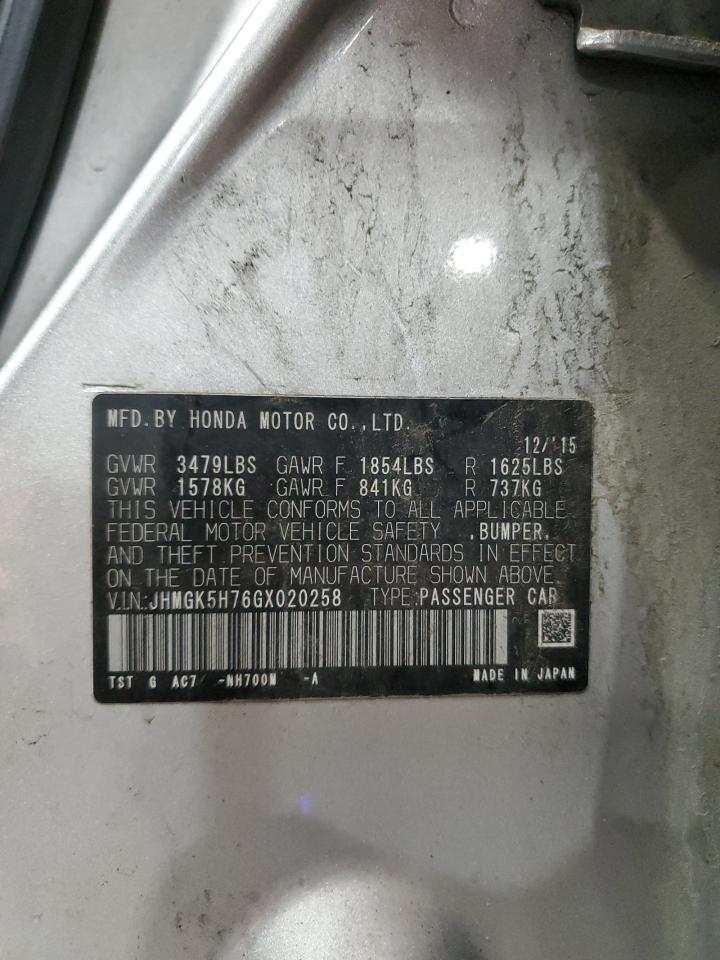 MFD. BY HONDA MOTOR CO.,LTD.
12/'15
GVWR 3479LBS GAWR F 1854LBS R 1625LBS
GVWR 1578KG GAWR F 841KG R 737KG
THIS VEHICLE CONFORMS TO ALL APPLICABLE
FEDERAL MOTOR VEHICLE SAFETY ,BUMPER,
AND THEFT PREVENTION STANDARDS IN EFFECT
ON THE DATE OF MANUFACTURE SHOWN ABOVE.
V.I.N.:JHMGK5H76GX020258 TYPE:PASSENGER CAR
TST G AC7 -NH700M -A MADE IN JAPAN